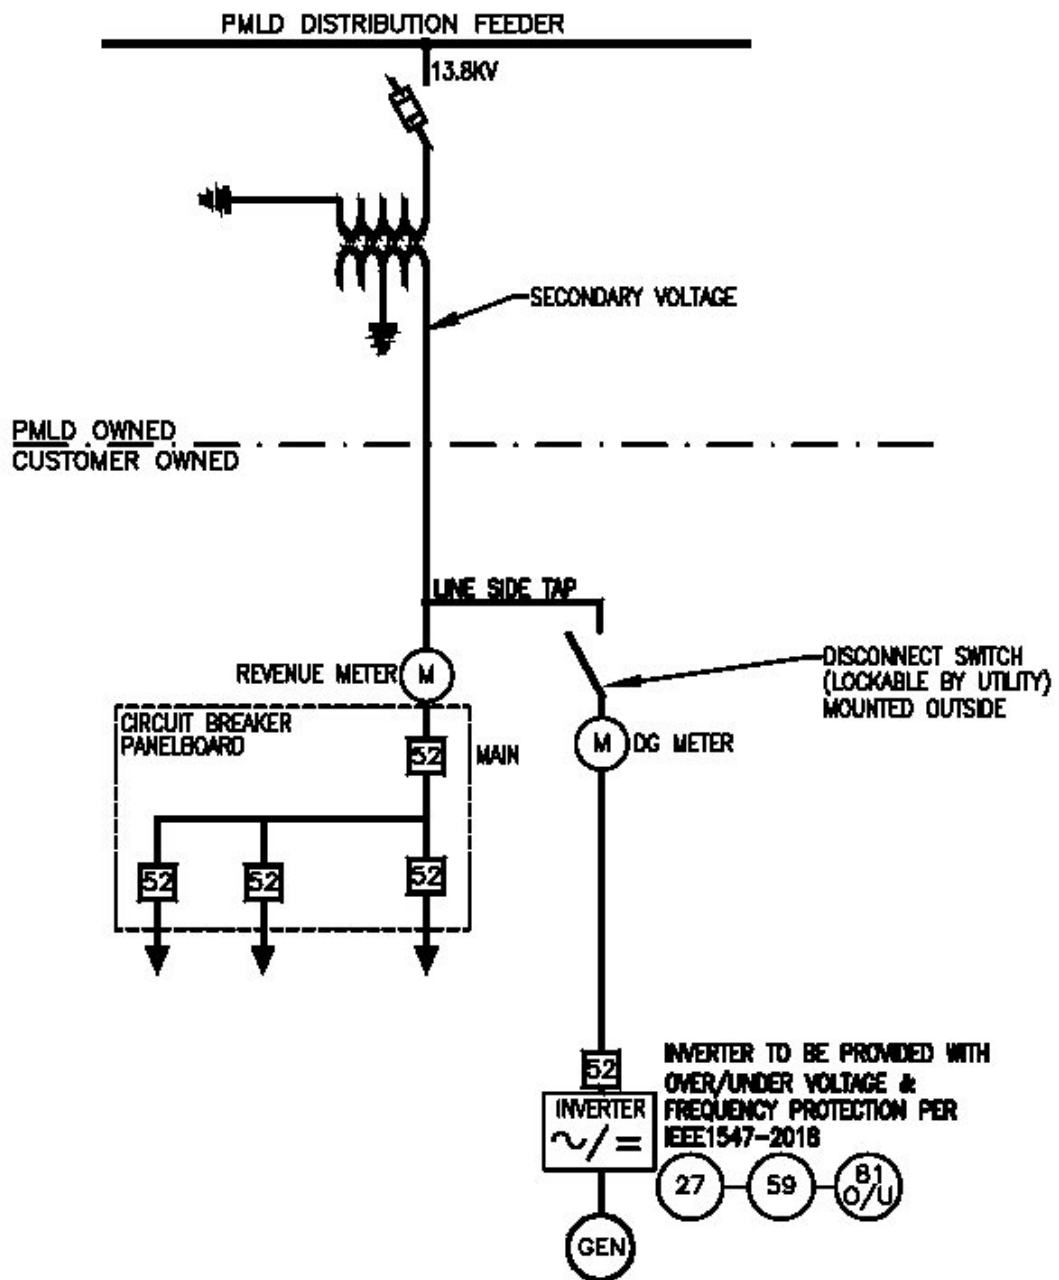 PMLD DISTRIBUTION FEEDER
13.8KV
SECONDARY VOLTAGE
PMLD OWNED
CUSTOMER OWNED
LINE SIDE TAP
REVENUE METER
M
DISCONNECT SWITCH
(LOCKABLE BY UTILITY)
MOUNTED OUTSIDE
CIRCUIT BREAKER
PANELBOARD
52
MAIN
M
DG METER
52
52
52
52
INVERTER
~/=
INVERTER TO BE PROVIDED WITH
OVER/UNDER VOLTAGE &
FREQUENCY PROTECTION PER
IEEE1547-2018
27
59
81
O/U
GEN